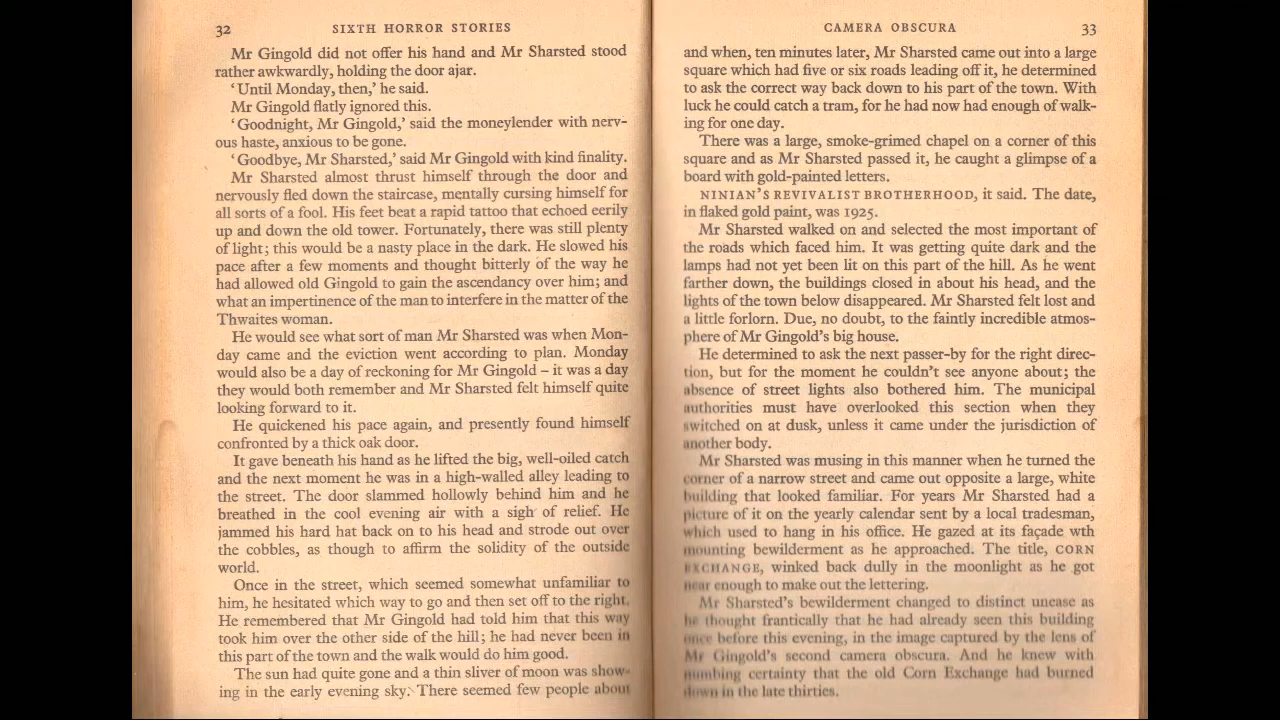 32 SIXTH HORROR STORIES
Mr Gingold did not offer his hand and Mr Sharsted stood
rather awkwardly, holding the door ajar.
‘Until Monday, then,’ he said.
Mr Gingold flatly ignored this.
‘Goodnight, Mr Gingold,’ said the moneylender with nerv-
ous haste, anxious to be gone.
‘Goodbye, Mr Sharsted,’ said Mr Gingold with kind finality.
Mr Sharsted almost thrust himself through the door and
nervously fled down the staircase, mentally cursing himself for
all sorts of a fool. His feet beat a rapid tattoo that echoed eerily
up and down the old tower. Fortunately, there was still plenty
of light; this would be a nasty place in the dark. He slowed his
pace after a few moments and thought bitterly of the way he
had allowed old Gingold to gain the ascendancy over him; and
what an impertinence of the man to interfere in the matter of the
Thwaites woman.
He would see what sort of man Mr Sharsted was when Mon-
day came and the eviction went according to plan. Monday
would also be a day of reckoning for Mr Gingold – it was a day
they would both remember and Mr Sharsted felt himself quite
looking forward to it.
He quickened his pace again, and presently found himself
confronted by a thick oak door.
It gave beneath his hand as he lifted the big, well-oiled catch
and the next moment he was in a high-walled alley leading to
the street. The door slammed hollowly behind him and he
breathed in the cool evening air with a sigh of relief. He
jammed his hard hat back on to his head and strode out over
the cobbles, as though to affirm the solidity of the outside
world.
Once in the street, which seemed somewhat unfamiliar to
him, he hesitated which way to go and then set off to the right.
He remembered that Mr Gingold had told him that this way
took him over the other side of the hill; he had never been in
this part of the town and the walk would do him good.
The sun had quite gone and a thin sliver of moon was show-
ing in the early evening sky. There seemed few people about
CAMERA OBSCURA 33
and when, ten minutes later, Mr Sharsted came out into a large
square which had five or six roads leading off it, he determined
to ask the correct way back down to his part of the town. With
luck he could catch a tram, for he had now had enough of walk-
ing for one day.
There was a large, smoke-grimed chapel on a corner of this
square and as Mr Sharsted passed it, he caught a glimpse of a
board with gold-painted letters.
NINIAN’S REVIVALIST BROTHERHOOD, it said. The date,
in flaked gold paint, was 1925.
Mr Sharsted walked on and selected the most important of
the roads which faced him. It was getting quite dark and the
lamps had not yet been lit on this part of the hill. As he went
farther down, the buildings closed in about his head, and the
lights of the town below disappeared. Mr Sharsted felt lost and
a little forlorn. Due, no doubt, to the faintly incredible atmos-
phere of Mr Gingold’s big house.
He determined to ask the next passer-by for the right direc-
tion, but for the moment he couldn’t see anyone about; the
absence of street lights also bothered him. The municipal
authorities must have overlooked this section when they
switched on at dusk, unless it came under the jurisdiction of
another body.
Mr Sharsted was musing in this manner when he turned the
corner of a narrow street and came out opposite a large, white
building that looked familiar. For years Mr Sharsted had a
picture of it on the yearly calendar sent by a local tradesman,
which used to hang in his office. He gazed at its façade wth
mounting bewilderment as he approached. The title, CORN
EXCHANGE, winked back dully in the moonlight as he got
near enough to make out the lettering.
Mr Sharsted’s bewilderment changed to distinct unease as
he thought frantically that he had already seen this building
once before this evening, in the image captured by the lens of
Mr Gingold’s second camera obscura. And he knew with
numbing certainty that the old Corn Exchange had burned
down in the late thirties.